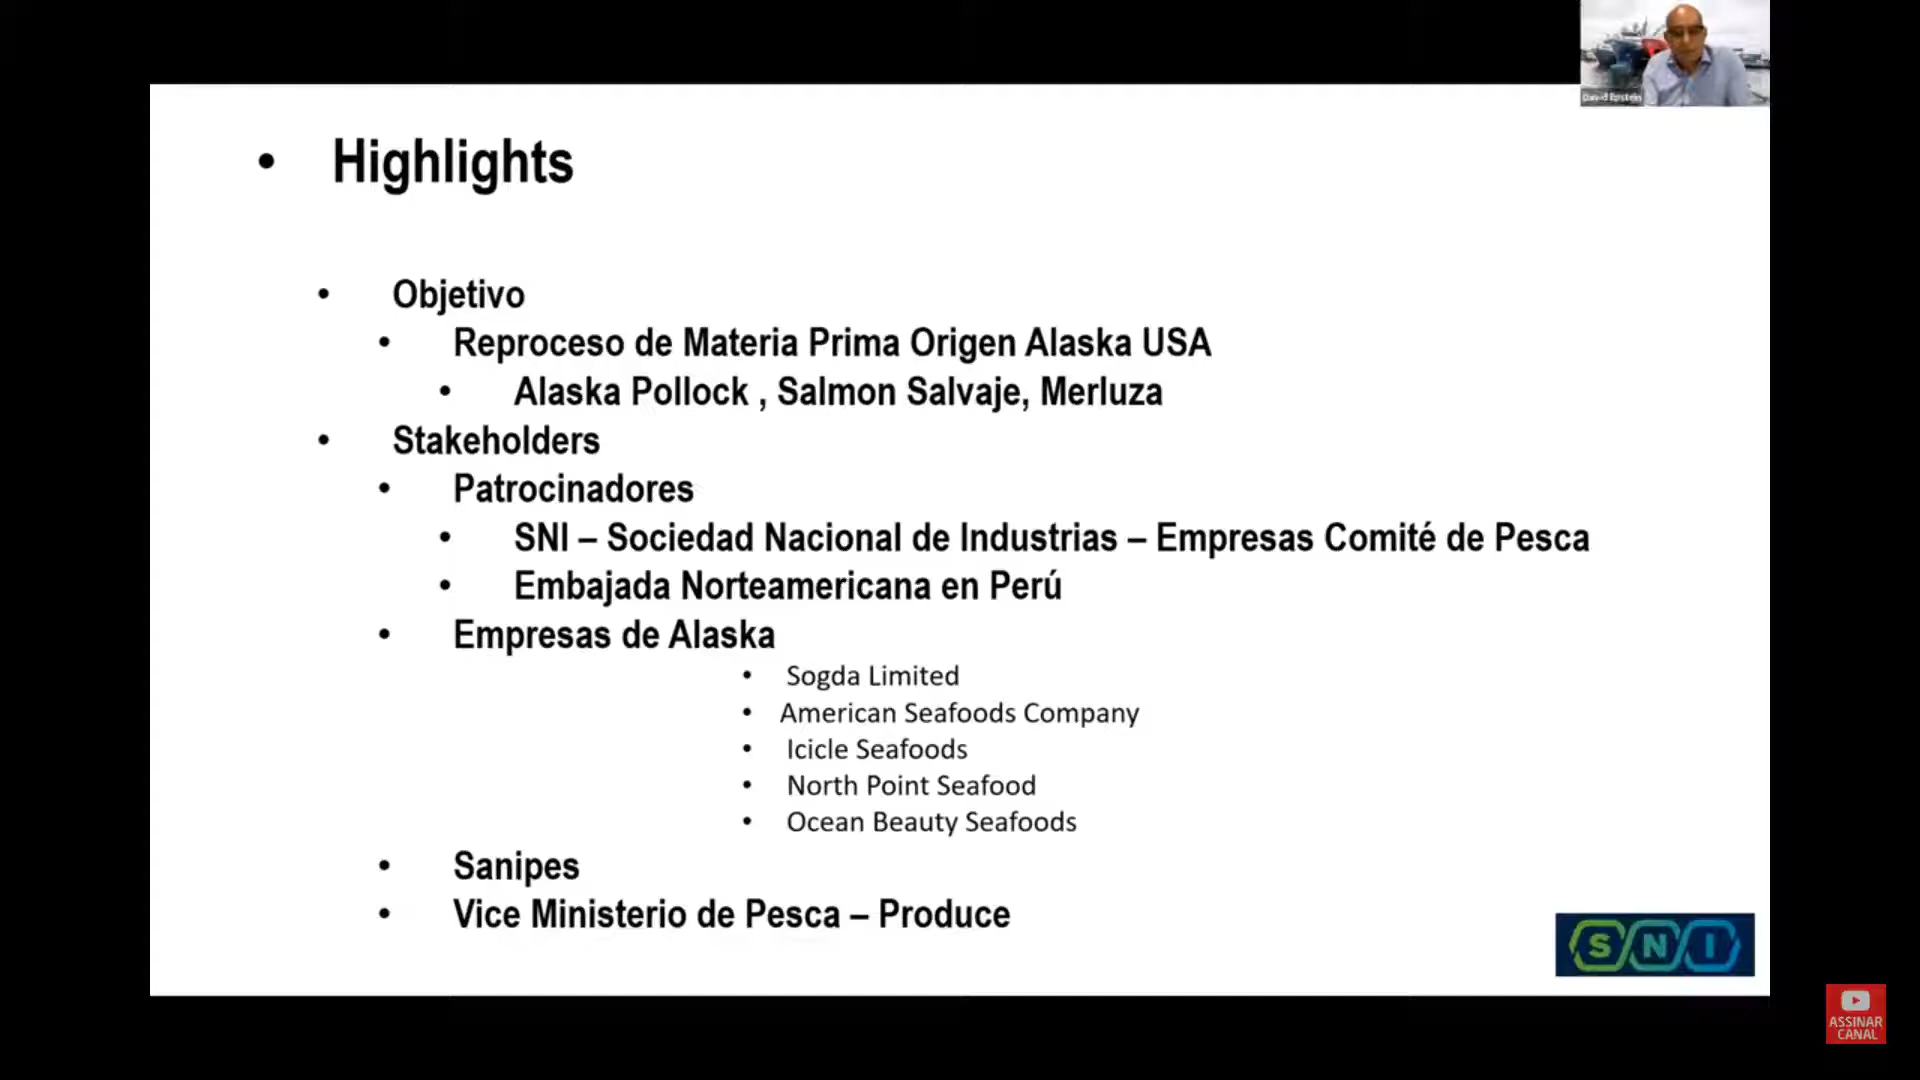 David Epstein
• Highlights
• Objetivo
• Reproceso de Materia Prima Origen Alaska USA
• Alaska Pollock , Salmon Salvaje, Merluza
• Stakeholders
• Patrocinadores
• SNI – Sociedad Nacional de Industrias – Empresas Comité de Pesca
• Embajada Norteamericana en Perú
• Empresas de Alaska
• Sogda Limited
• American Seafoods Company
• Icicle Seafoods
• North Point Seafood
• Ocean Beauty Seafoods
• Sanipes
• Vice Ministerio de Pesca – Produce
SNI
ASSINAR
CANAL